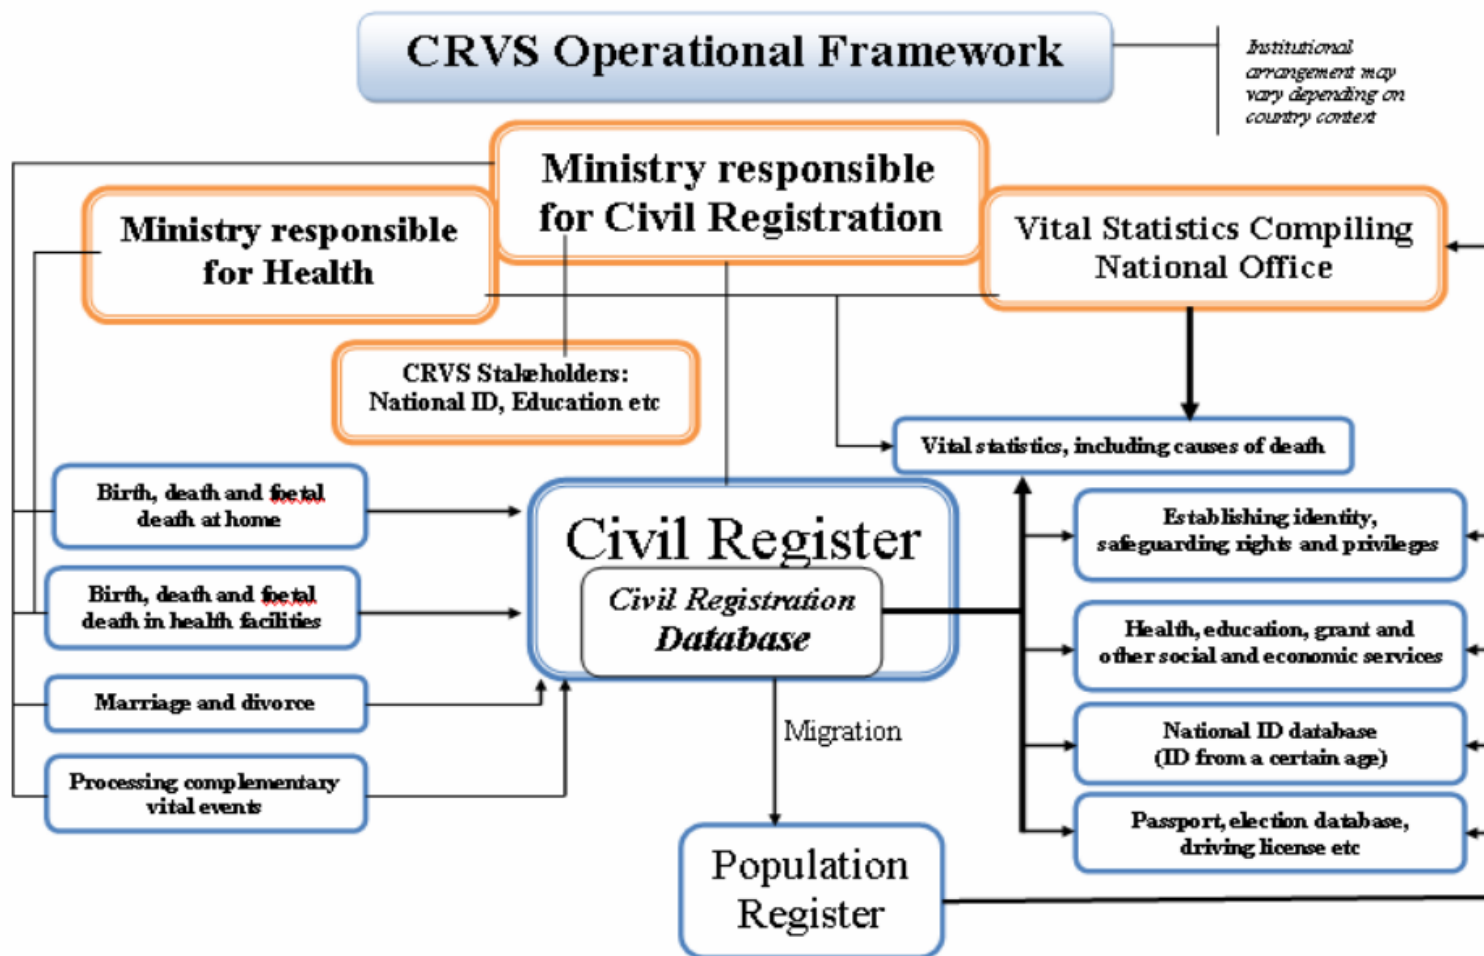 CRVS Operational Framework
Institutional
arrangement may
vary depending on
country context
Ministry responsible
for Civil Registration
Ministry responsible
for Health
Vital Statistics Compiling
National Office
CRVS Stakeholders:
National ID, Education etc
Vital statistics, including causes of death
Birth, death and foetal
death at home
Birth, death and foetal
death in health facilities
Marriage and divorce
Processing complementary
vital events
Civil Register
Civil Registration
Database
Migration
Population
Register
Establishing identity,
safeguarding rights and privileges
Health, education, grant and
other social and economic services
National ID database
(ID from a certain age)
Passport, election database,
driving license etc